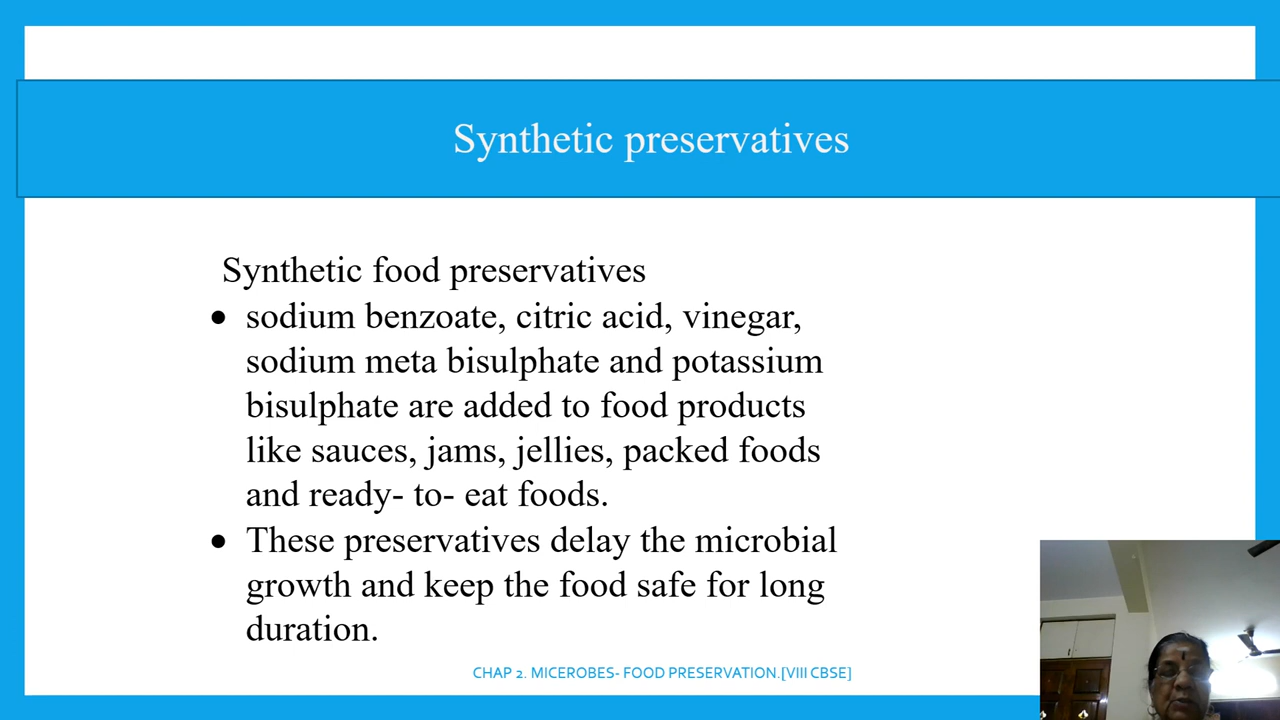 Synthetic preservatives
Synthetic food preservatives
• sodium benzoate, citric acid, vinegar,
sodium meta bisulphate and potassium
bisulphate are added to food products
like sauces, jams, jellies, packed foods
and ready- to- eat foods.
• These preservatives delay the microbial
growth and keep the food safe for long
duration.
CHAP 2. MICEROBES- FOOD PRESERVATION.[VIII CBSE]